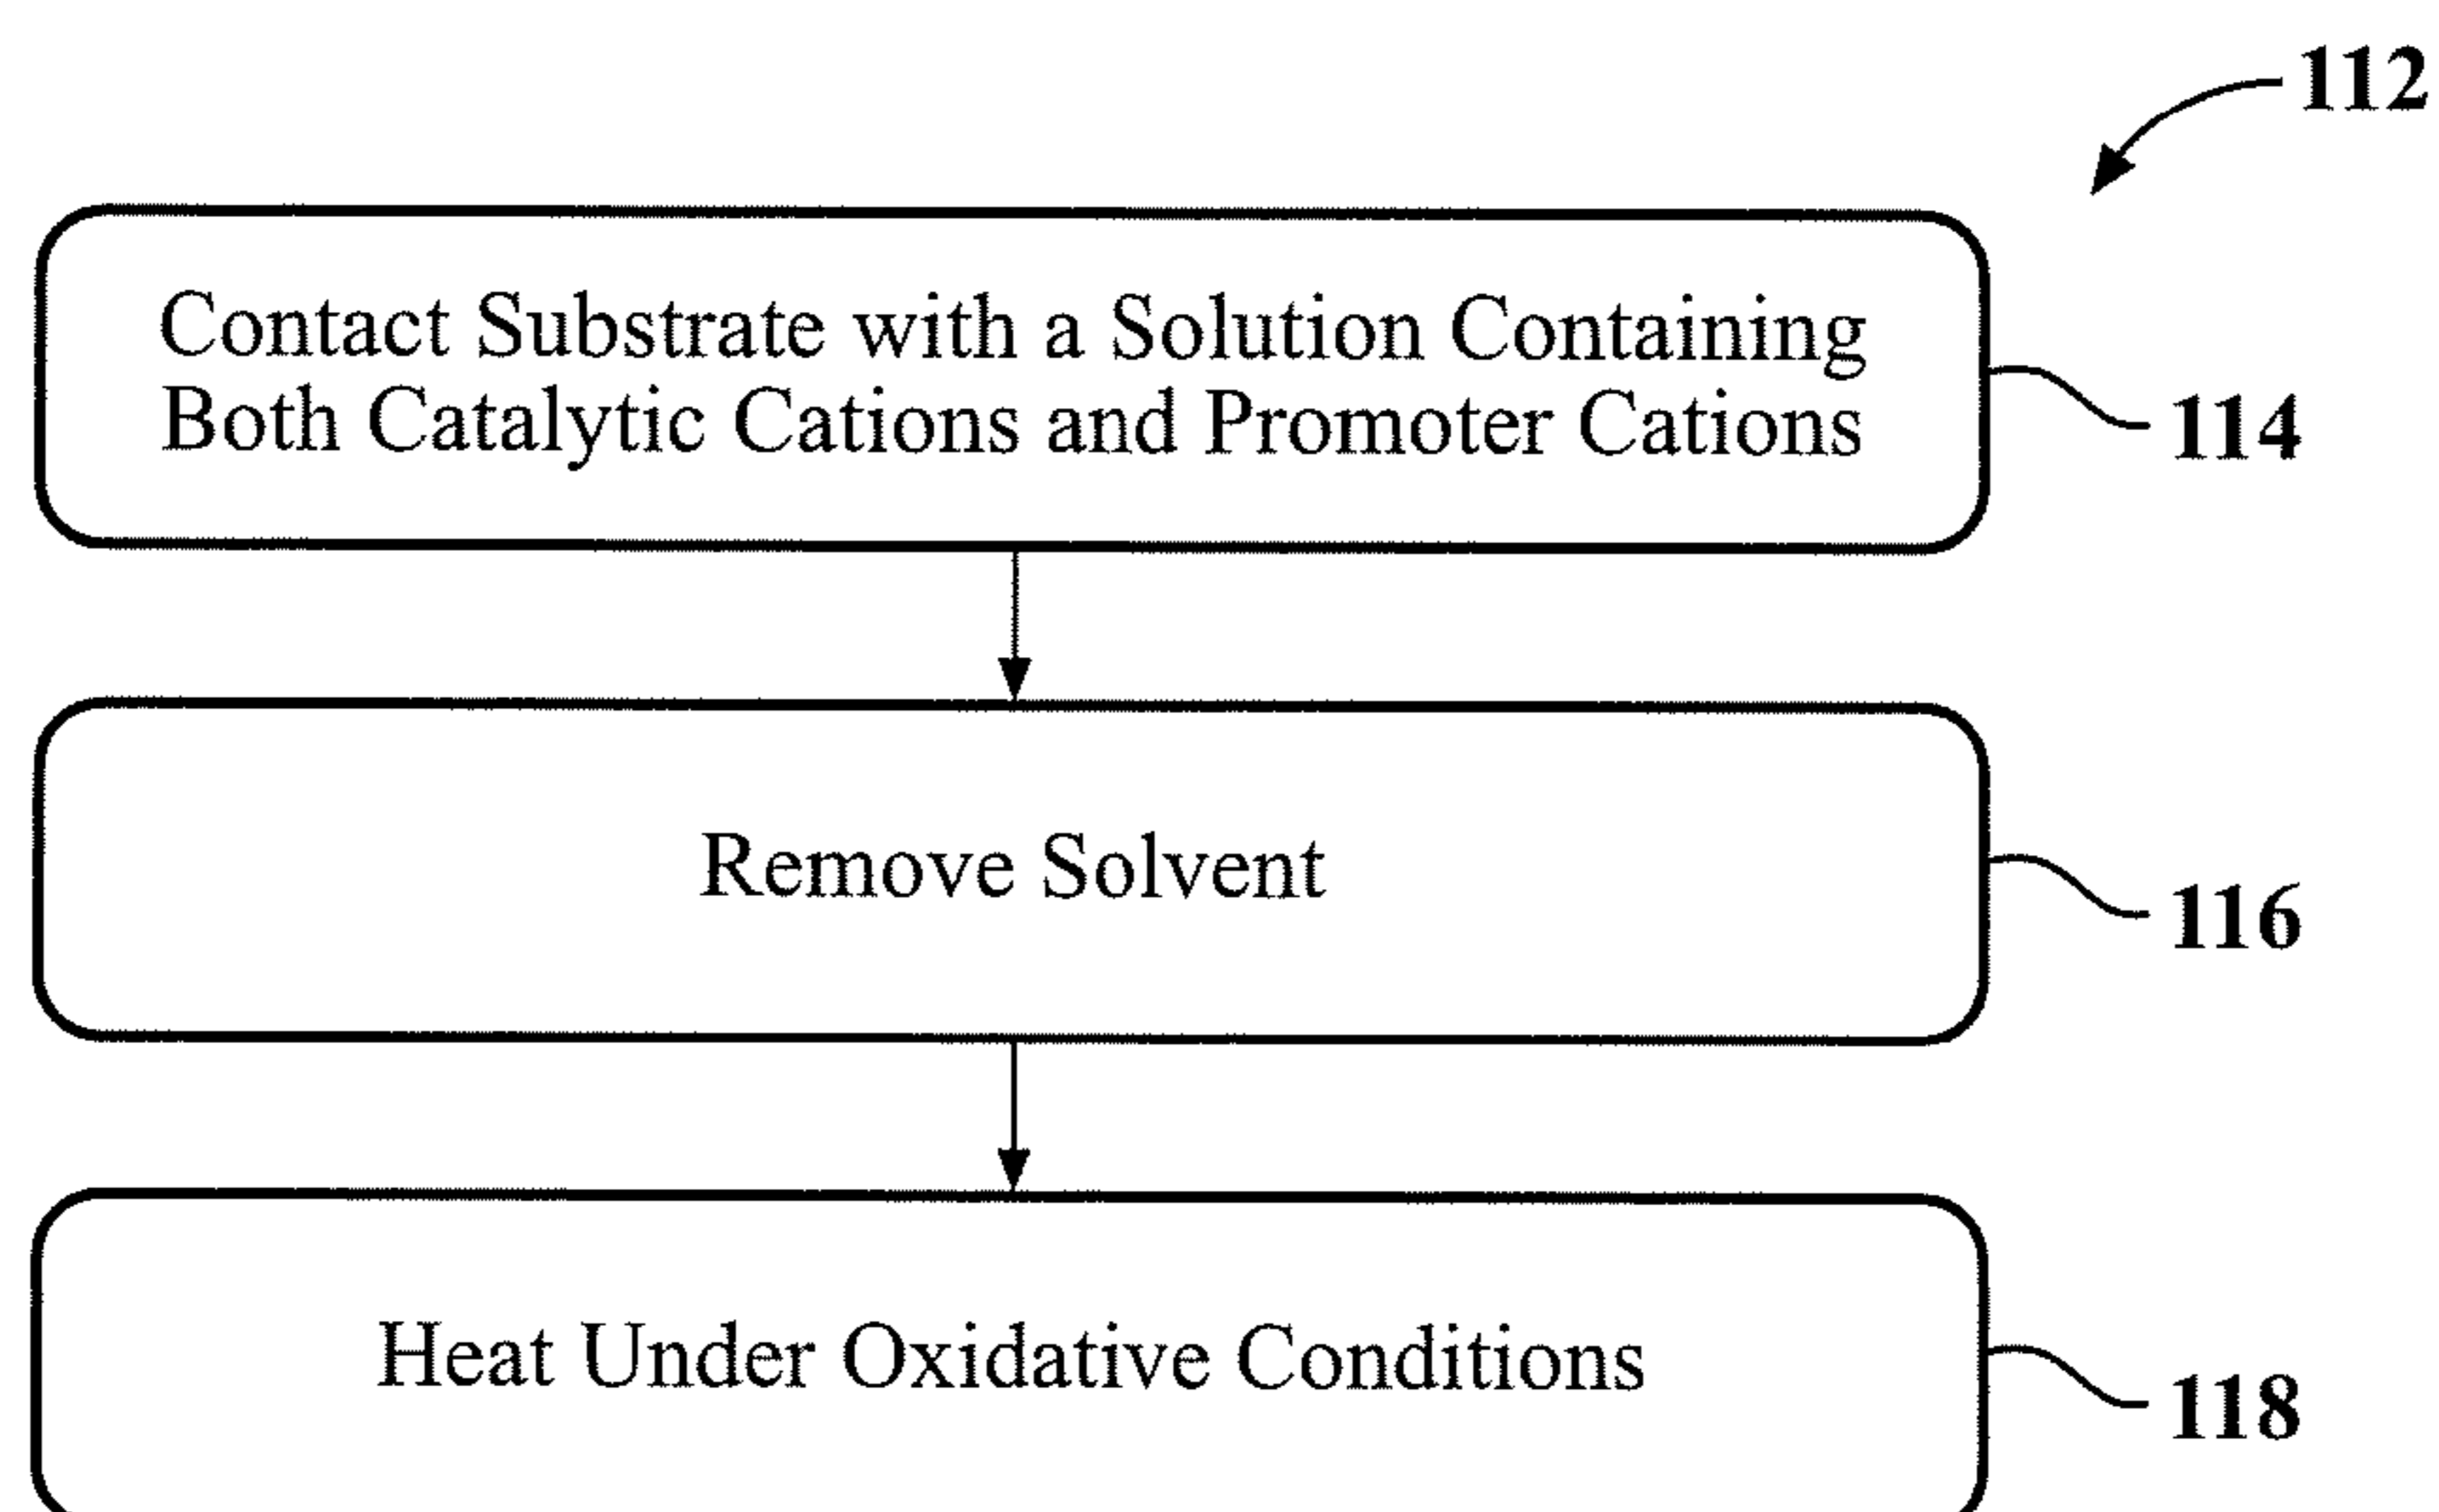 112
Contact Substrate with a Solution Containing
Both Catalytic Cations and Promoter Cations
114
Remove Solvent
116
Heat Under Oxidative Conditions
118